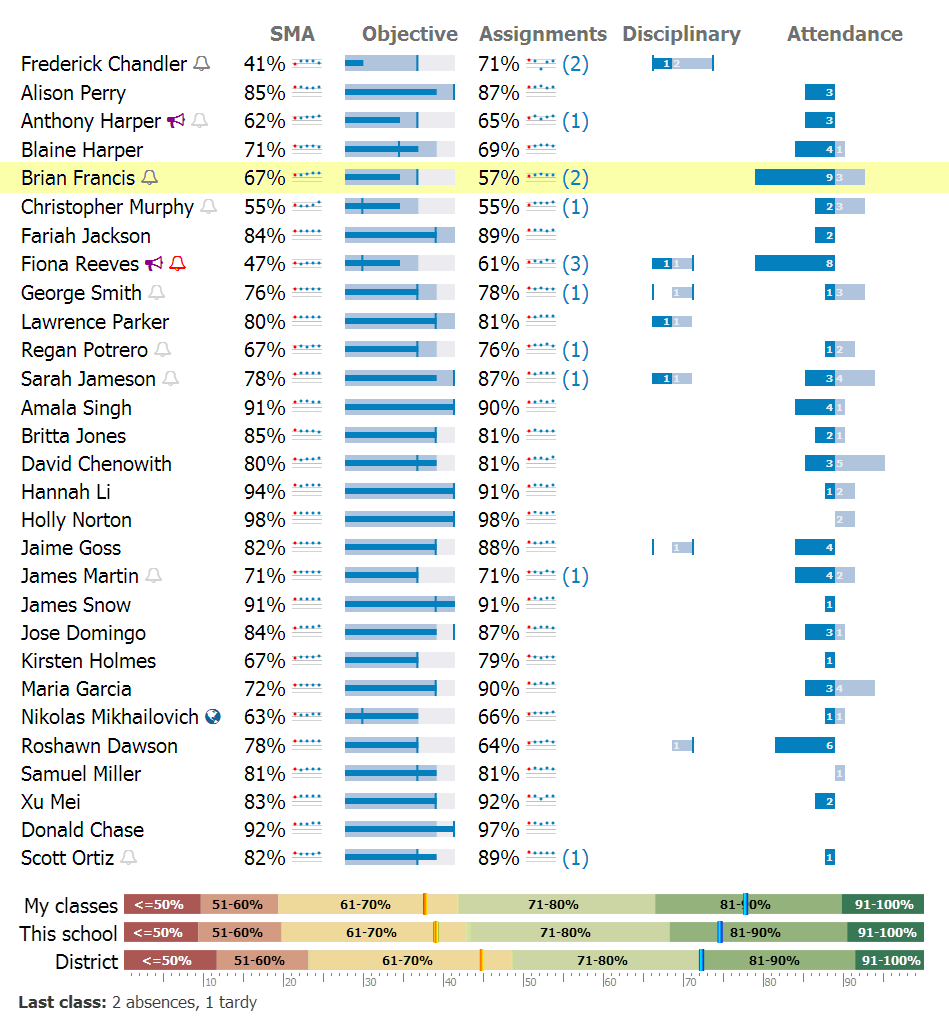 SMA Objective Assignments Disciplinary Attendance
Frederick Chandler 41% 71% (2) 1 2
Alison Perry 85% 87% 3
Anthony Harper 62% 65% (1) 3
Blaine Harper 71% 69% 4 1
Brian Francis 67% 57% (2) 9 3
Christopher Murphy 55% 55% (1) 2 3
Fariah Jackson 84% 89% 2
Fiona Reeves 47% 61% (3) 1 1 8
George Smith 76% 78% (1) 1 1 3
Lawrence Parker 80% 81% 1 1
Regan Potrero 67% 76% (1) 1 2
Sarah Jameson 78% 87% (1) 1 1 3 4
Amala Singh 91% 90% 4 1
Britta Jones 85% 81% 2 1
David Chenowith 80% 81% 3 5
Hannah Li 94% 91% 1 2
Holly Norton 98% 98% 2
Jaime Goss 82% 88% 1 4
James Martin 71% 71% (1) 4 2
James Snow 91% 91% 1
Jose Domingo 84% 87% 3 1
Kirsten Holmes 67% 79% 1
Maria Garcia 72% 90% 3 4
Nikolas Mikhailovich 63% 66% 1 1
Roshawn Dawson 78% 64% 1 6
Samuel Miller 81% 81% 1
Xu Mei 83% 92% 2
Donald Chase 92% 97%
Scott Ortiz 82% 89% (1) 1
My classes <=50% 51-60% 61-70% 71-80% 81-90% 91-100%
This school <=50% 51-60% 61-70% 71-80% 81-90% 91-100%
District <=50% 51-60% 61-70% 71-80% 81-90% 91-100%
10 20 30 40 50 60 70 80 90
Last class: 2 absences, 1 tardy